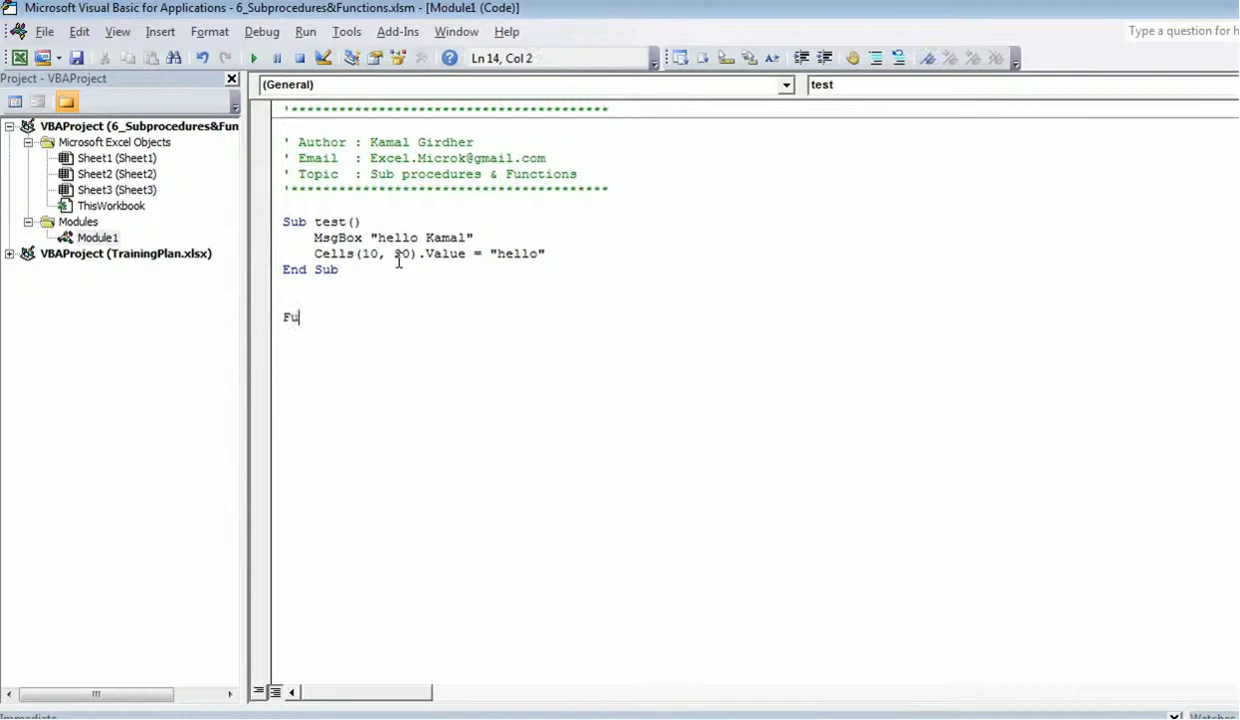 Microsoft Visual Basic for Applications - 6_Subprocedures&Functions.xlsm - [Module1 (Code)]
File Edit View Insert Format Debug Run Tools Add-Ins Window Help
Type a question for h
Ln 14, Col 2
Project - VBAProject
(General)
test
VBAProject (6_Subprocedures&Fun
Microsoft Excel Objects
Sheet1 (Sheet1)
Sheet2 (Sheet2)
Sheet3 (Sheet3)
ThisWorkbook
Modules
Module1
VBAProject (TrainingPlan.xlsx)
'****************************************
' Author : Kamal Girdher
' Email  : Excel.Microk@gmail.com
' Topic  : Sub procedures & Functions
'****************************************
Sub test()
MsgBox "hello Kamal"
Cells(10, 20).Value = "hello"
End Sub
Fu
Immediate
Watches